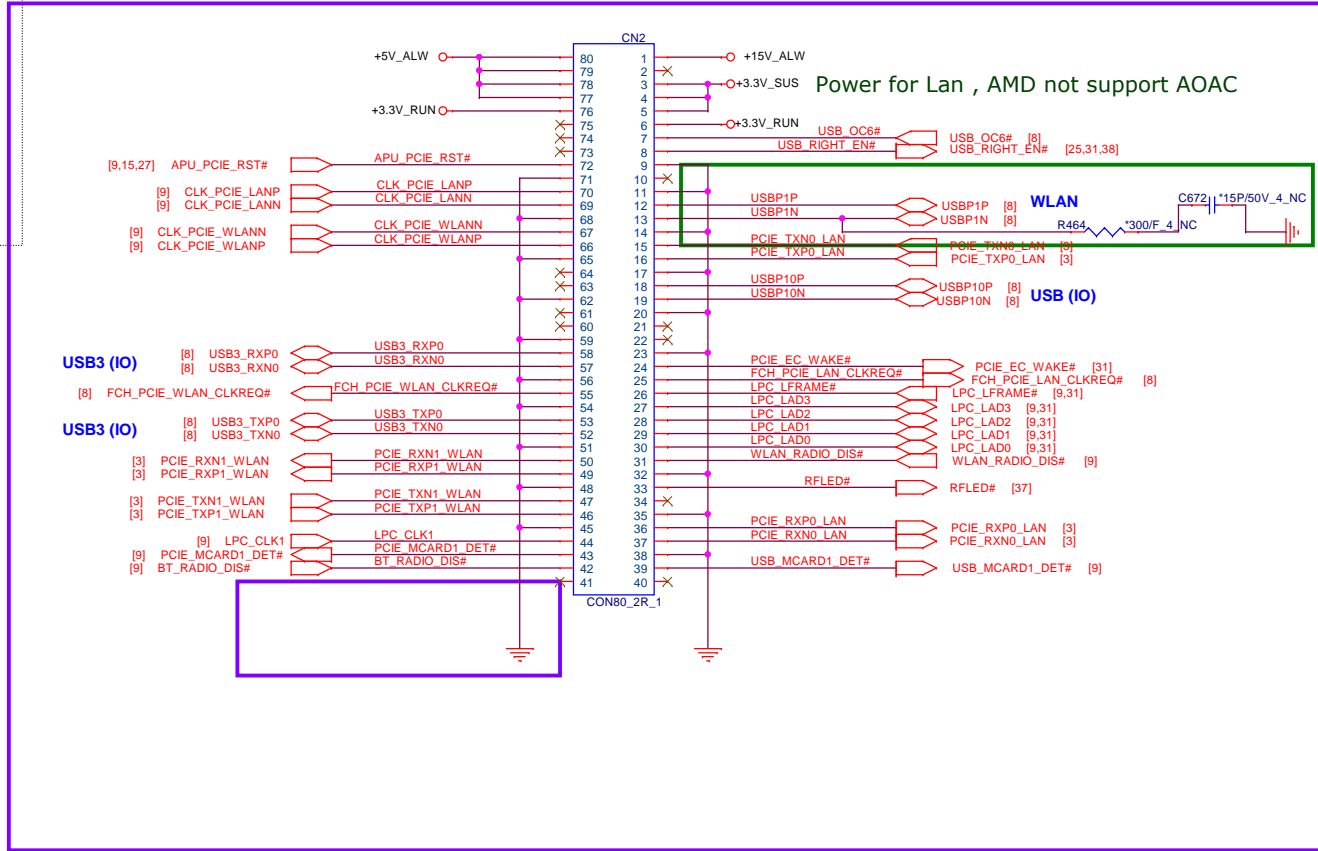 CN2
+5V_ALW 80 1 +15V_ALW
79 2
78 3 +3.3V_SUS Power for Lan , AMD not support AOAC
77 4
+3.3V_RUN 76 5
75 6 +3.3V_RUN
74 7 USB_OC6# USB_OC6# [8]
73 8 USB_RIGHT_EN# USB_RIGHT_EN# [25,31,38]
[9,15,27] APU_PCIE_RST# APU_PCIE_RST# 72 9
71 10
[9] CLK_PCIE_LANP CLK_PCIE_LANP 70 11
[9] CLK_PCIE_LANN CLK_PCIE_LANN 69 12 USBP1P USBP1P [8] WLAN C672 *15P/50V_4_NC
68 13 USBP1N USBP1N [8]
[9] CLK_PCIE_WLANN CLK_PCIE_WLANN 67 14 R464 *300/F_4_NC
[9] CLK_PCIE_WLANP CLK_PCIE_WLANP 66 15 PCIE_TXN0_LAN PCIE_TXN0_LAN [3]
65 16 PCIE_TXP0_LAN PCIE_TXP0_LAN [3]
64 17
63 18 USBP10P USBP10P [8]
62 19 USBP10N USBP10N [8] USB (IO)
61 20
60 21
59 22
USB3 (IO) [8] USB3_RXP0 USB3_RXP0 58 23
[8] USB3_RXN0 USB3_RXN0 57 24 PCIE_EC_WAKE# PCIE_EC_WAKE# [31]
56 25 FCH_PCIE_LAN_CLKREQ# FCH_PCIE_LAN_CLKREQ# [8]
[8] FCH_PCIE_WLAN_CLKREQ# FCH_PCIE_WLAN_CLKREQ# 55 26 LPC_LFRAME# LPC_LFRAME# [9,31]
54 27 LPC_LAD3 LPC_LAD3 [9,31]
USB3 (IO) [8] USB3_TXP0 USB3_TXP0 53 28 LPC_LAD2 LPC_LAD2 [9,31]
[8] USB3_TXN0 USB3_TXN0 52 29 LPC_LAD1 LPC_LAD1 [9,31]
51 30 LPC_LAD0 LPC_LAD0 [9,31]
[3] PCIE_RXN1_WLAN PCIE_RXN1_WLAN 50 31 WLAN_RADIO_DIS# WLAN_RADIO_DIS# [9]
[3] PCIE_RXP1_WLAN PCIE_RXP1_WLAN 49 32
48 33 RFLED# RFLED# [37]
[3] PCIE_TXN1_WLAN PCIE_TXN1_WLAN 47 34
[3] PCIE_TXP1_WLAN PCIE_TXP1_WLAN 46 35
45 36 PCIE_RXP0_LAN PCIE_RXP0_LAN [3]
[9] LPC_CLK1 LPC_CLK1 44 37 PCIE_RXN0_LAN PCIE_RXN0_LAN [3]
[9] PCIE_MCARD1_DET# PCIE_MCARD1_DET# 43 38
[9] BT_RADIO_DIS# BT_RADIO_DIS# 42 39 USB_MCARD1_DET# USB_MCARD1_DET# [9]
41 40
CON80_2R_1